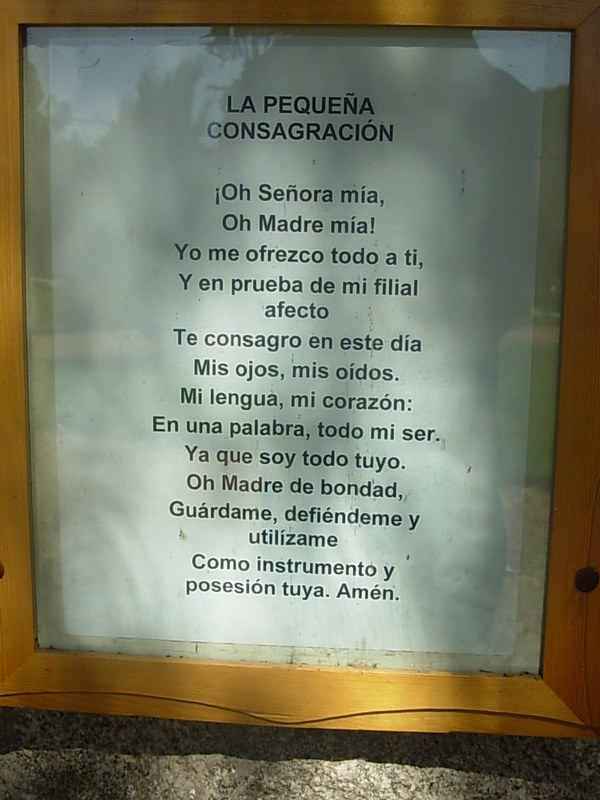 LA PEQUEÑA
CONSAGRACIÓN
¡Oh Señora mía,
Oh Madre mía!
Yo me ofrezco todo a ti,
Y en prueba de mi filial
afecto
Te consagro en este día
Mis ojos, mis oídos.
Mi lengua, mi corazón:
En una palabra, todo mi ser.
Ya que soy todo tuyo.
Oh Madre de bondad,
Guárdame, defiéndeme y
utilízame
Como instrumento y
posesión tuya. Amén.